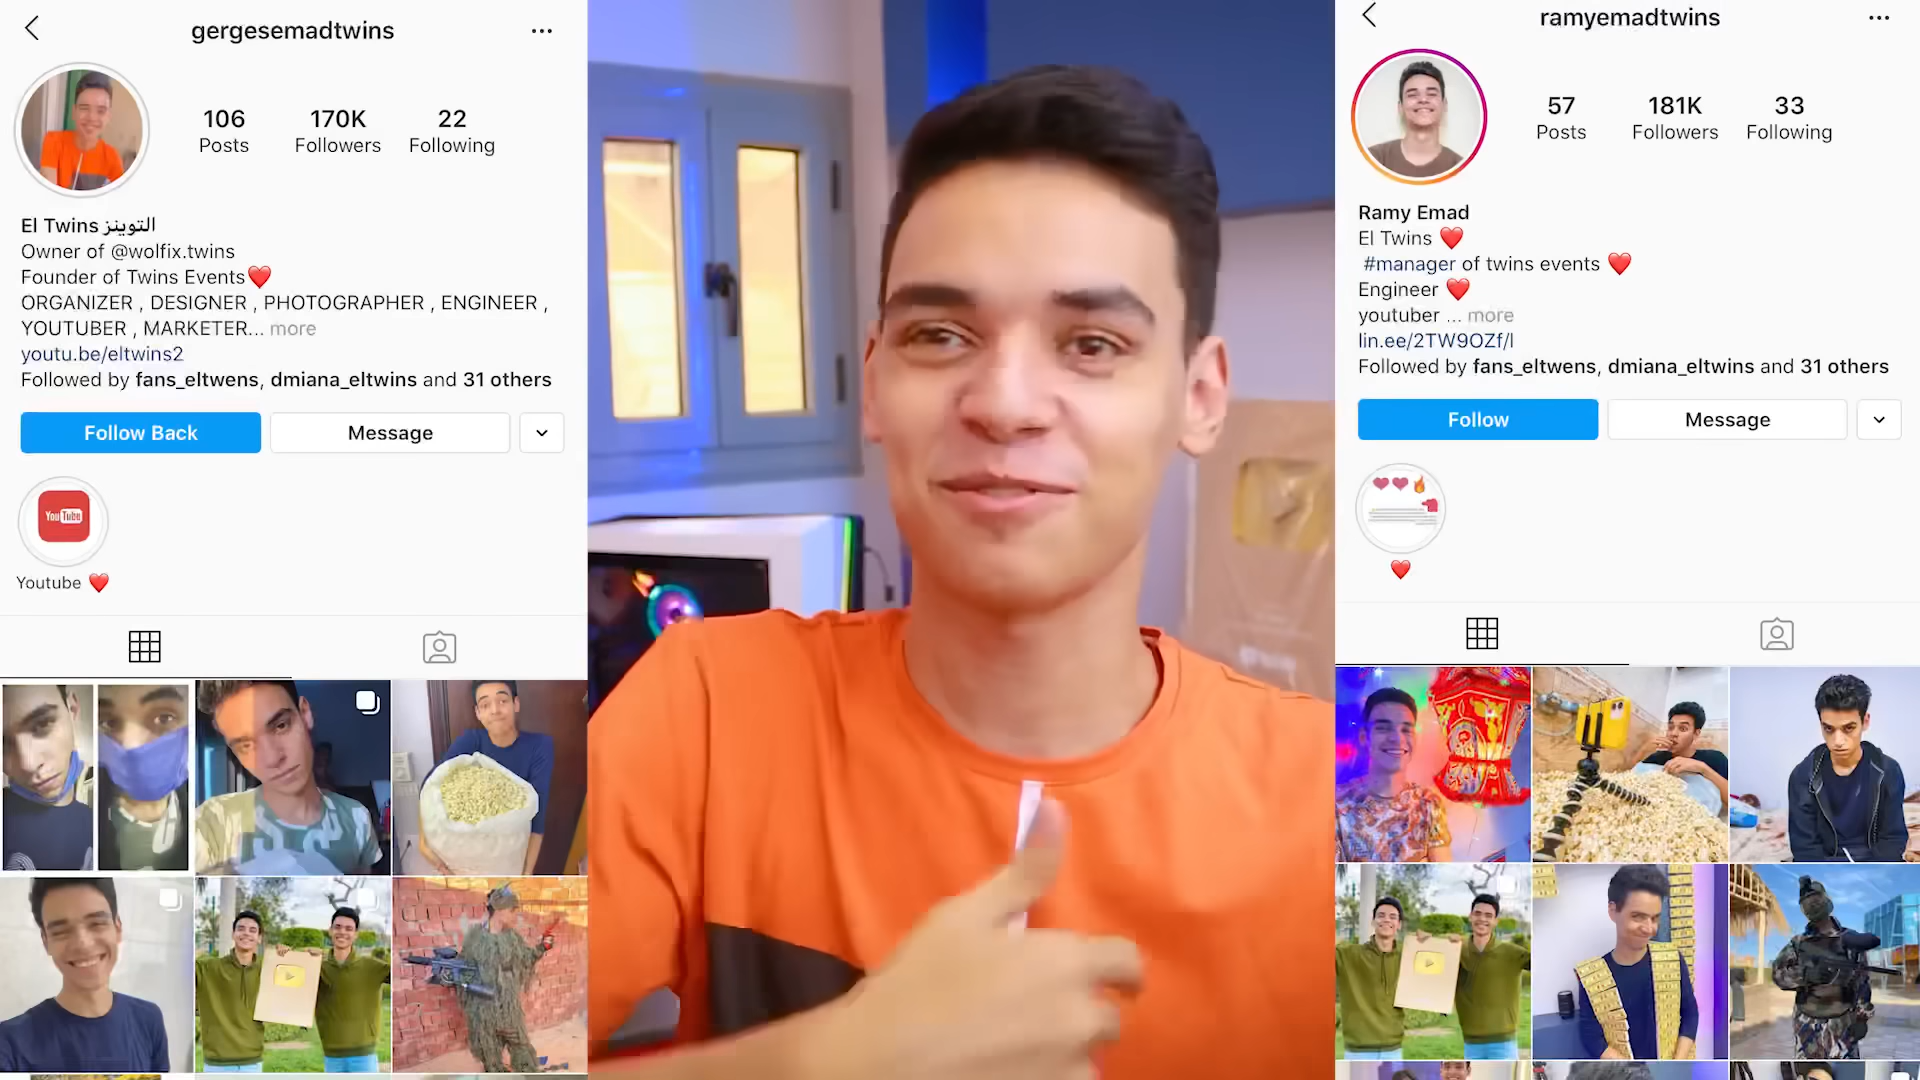 gergesemadtwins
106
170K
22
Posts
Followers
Following
El Twins التوينز
Owner of @wolfix.twins
Founder of Twins Events❤️
ORGANIZER , DESIGNER , PHOTOGRAPHER , ENGINEER ,
YOUTUBER , MARKETER... more
youtu.be/eltwins2
Followed by fans_eltwens, dmiana_eltwins and 31 others
Follow Back
Message
YouTube
Youtube ❤️
ramyemadtwins
57
181K
33
Posts
Followers
Following
Ramy Emad
El Twins ❤️
#manager of twins events ❤️
Engineer ❤️
youtuber ... more
lin.ee/2TW9OZf/l
Followed by fans_eltwens, dmiana_eltwins and 31 others
Follow
Message
❤️